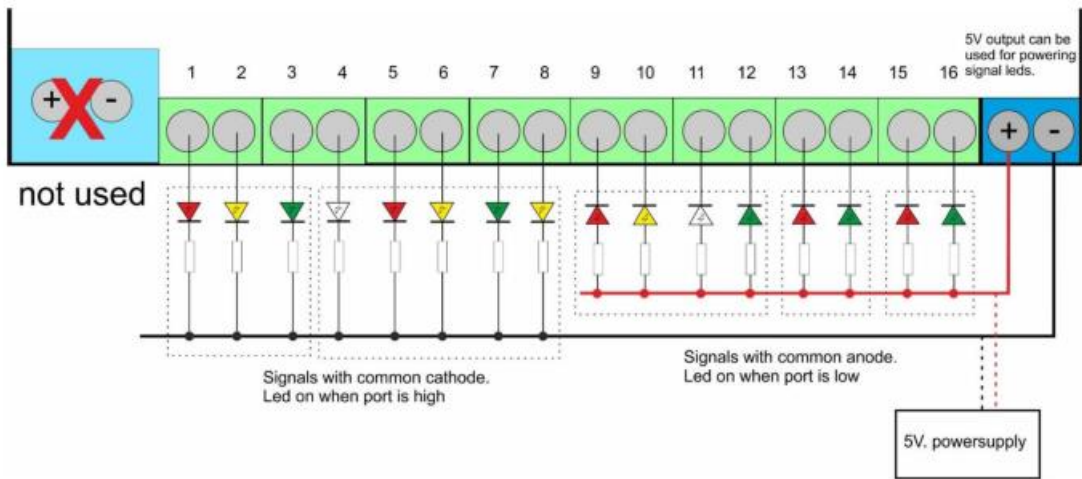 5V output can be
used for powering
signal leds.
1 2 3 4 5 6 7 8 9 10 11 12 13 14 15 16
+ X - + -
not used
Signals with common cathode.
Led on when port is high
Signals with common anode.
Led on when port is low
5V. powersupply